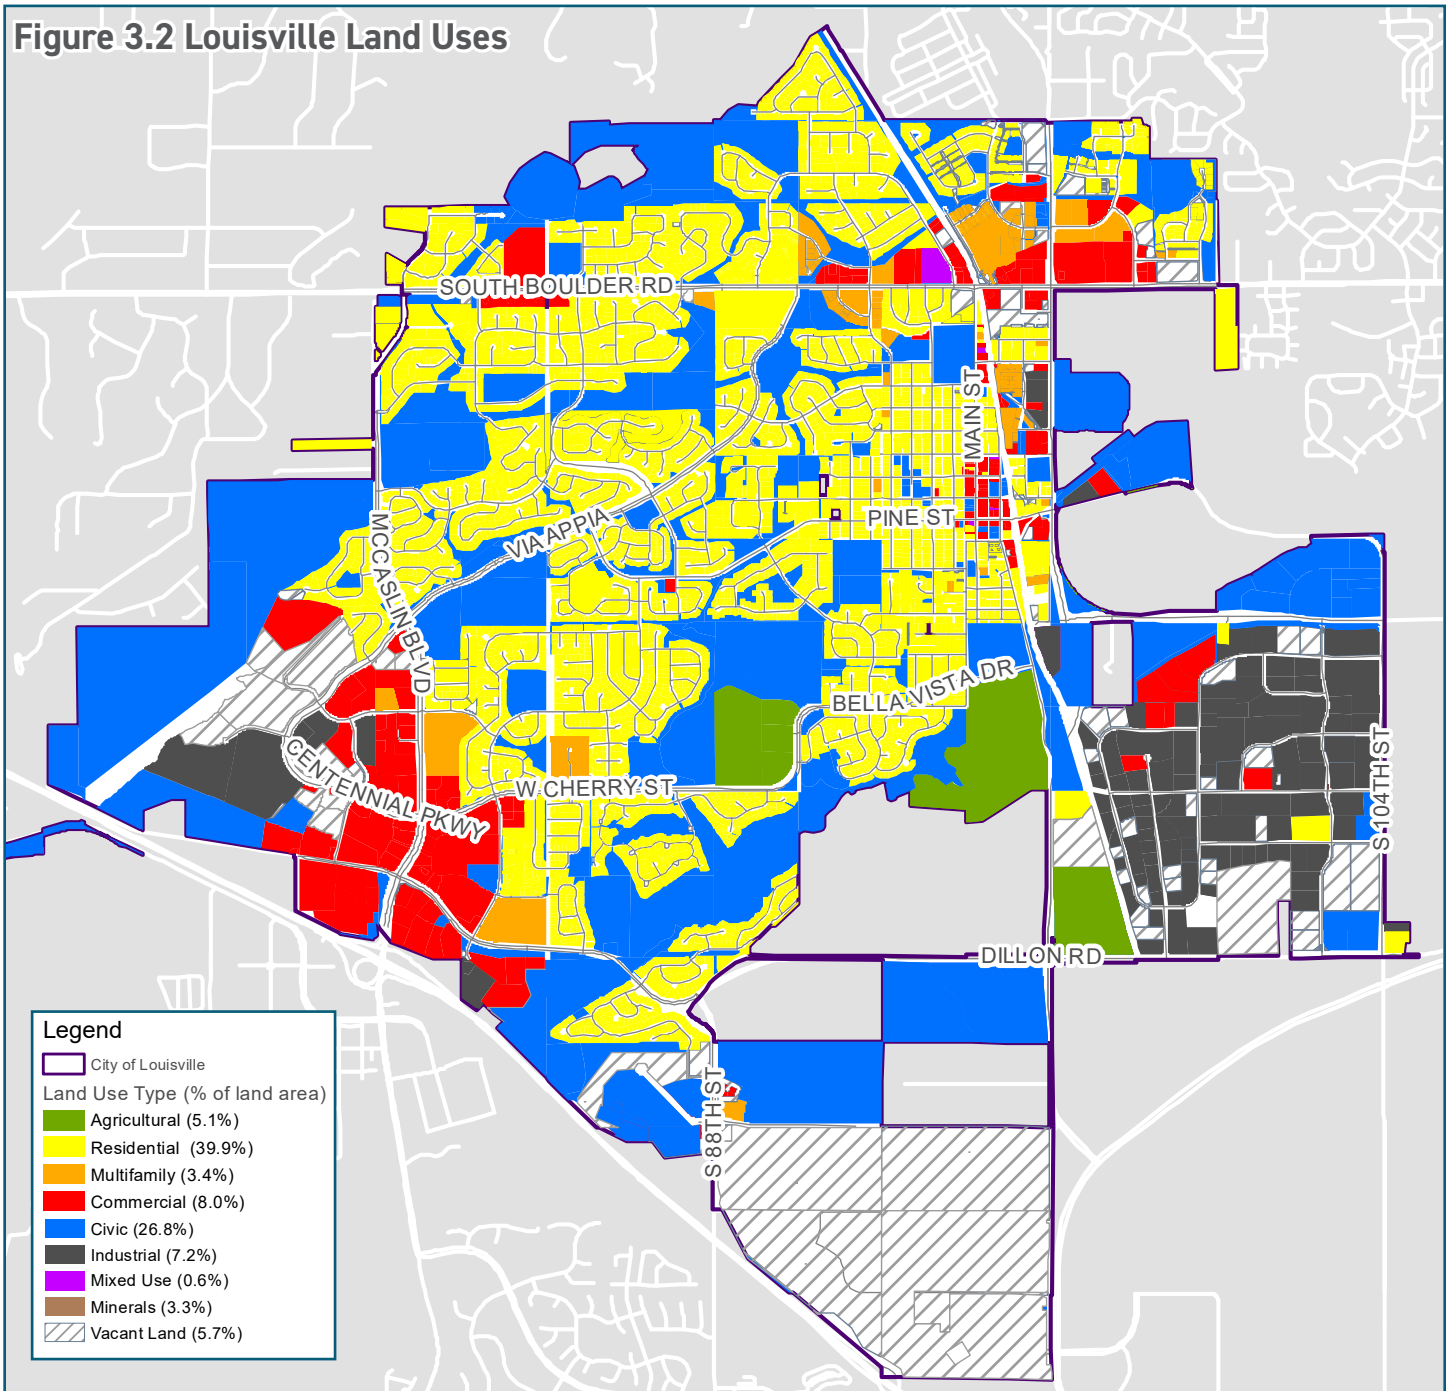 Figure 3.2 Louisville Land Uses
SOUTH BOULDER RD
MAIN ST
PINE ST
VIA APPIA
MCCASLIN BLVD
BELLA VISTA DR
CENTENNIAL PKWY
W CHERRY ST
S 104TH ST
DILLON RD
S 88TH ST
Legend
City of Louisville
Land Use Type (% of land area)
Agricultural (5.1%)
Residential (39.9%)
Multifamily (3.4%)
Commercial (8.0%)
Civic (26.8%)
Industrial (7.2%)
Mixed Use (0.6%)
Minerals (3.3%)
Vacant Land (5.7%)